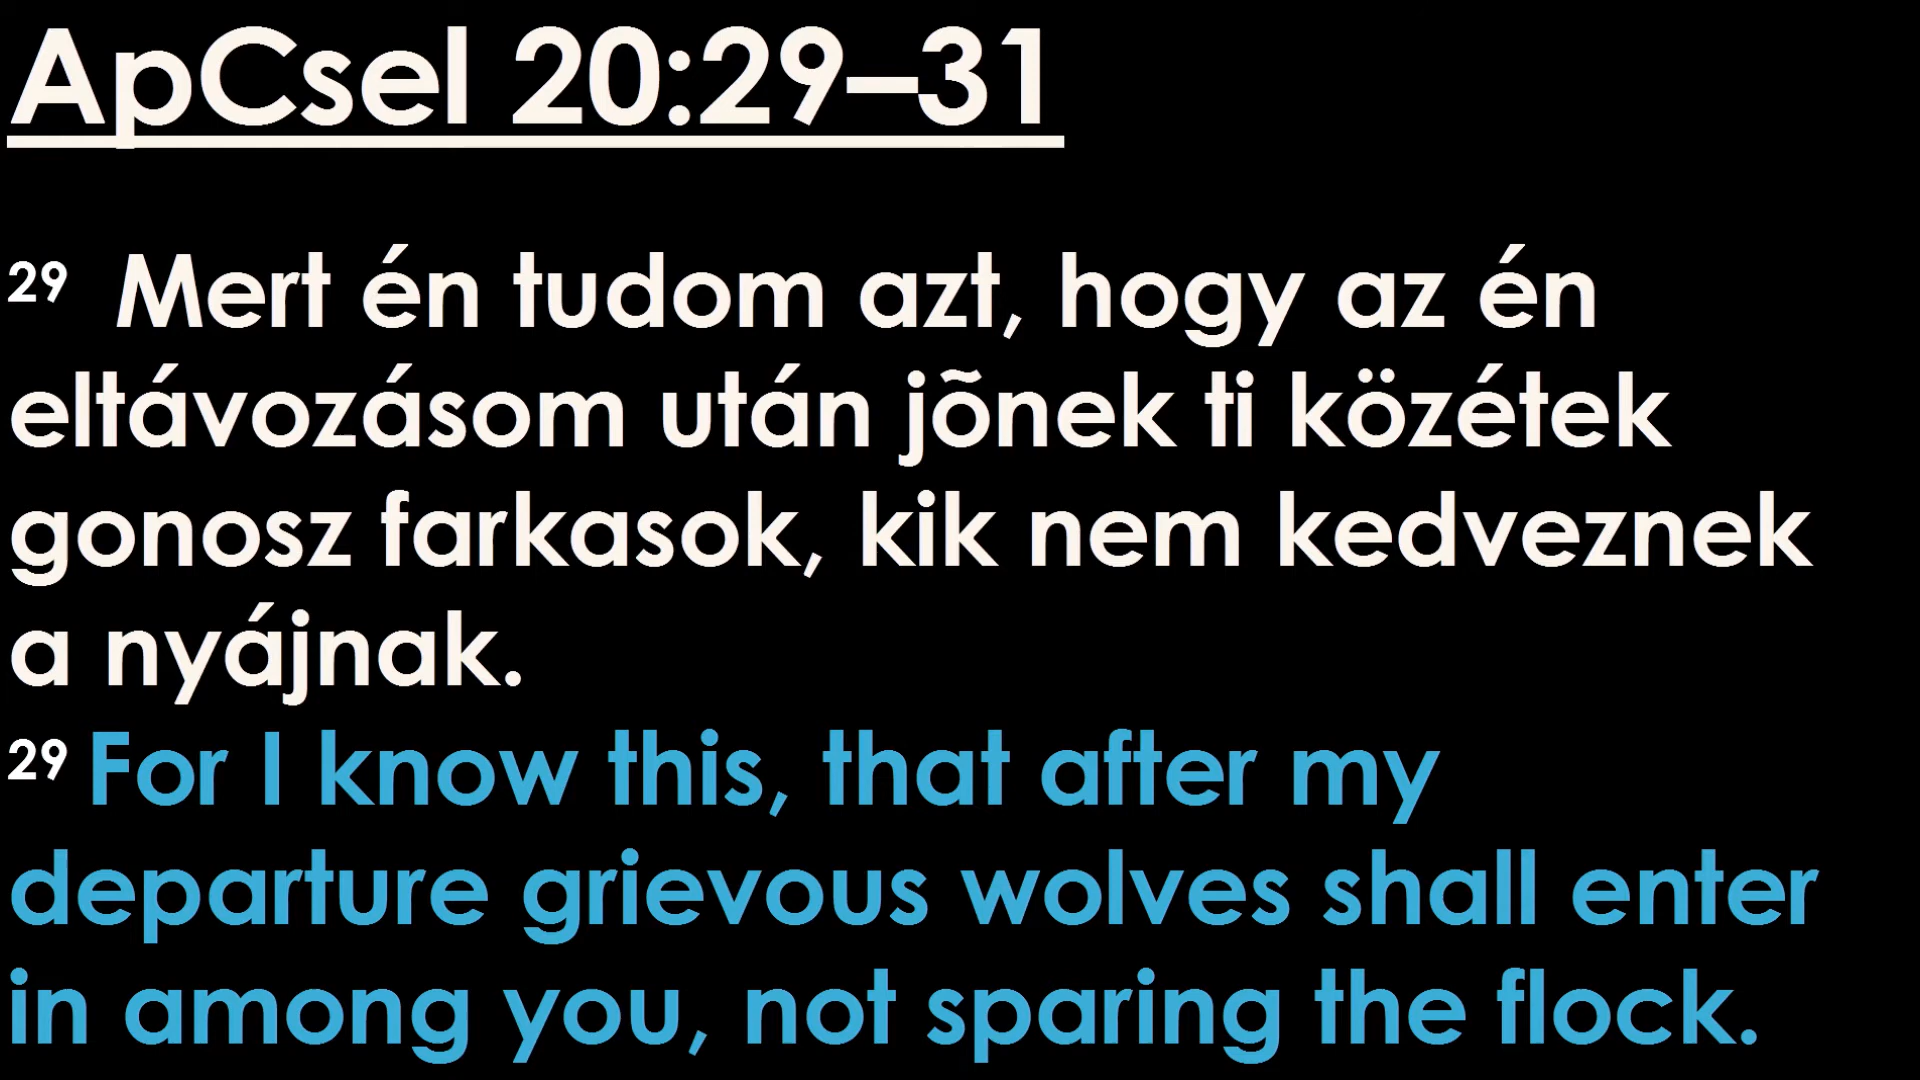 ApCsel 20:29–31
29 Mert én tudom azt, hogy az én
eltávozásom után jõnek ti közétek
gonosz farkasok, kik nem kedveznek
a nyájnak.
29 For I know this, that after my
departure grievous wolves shall enter
in among you, not sparing the flock.